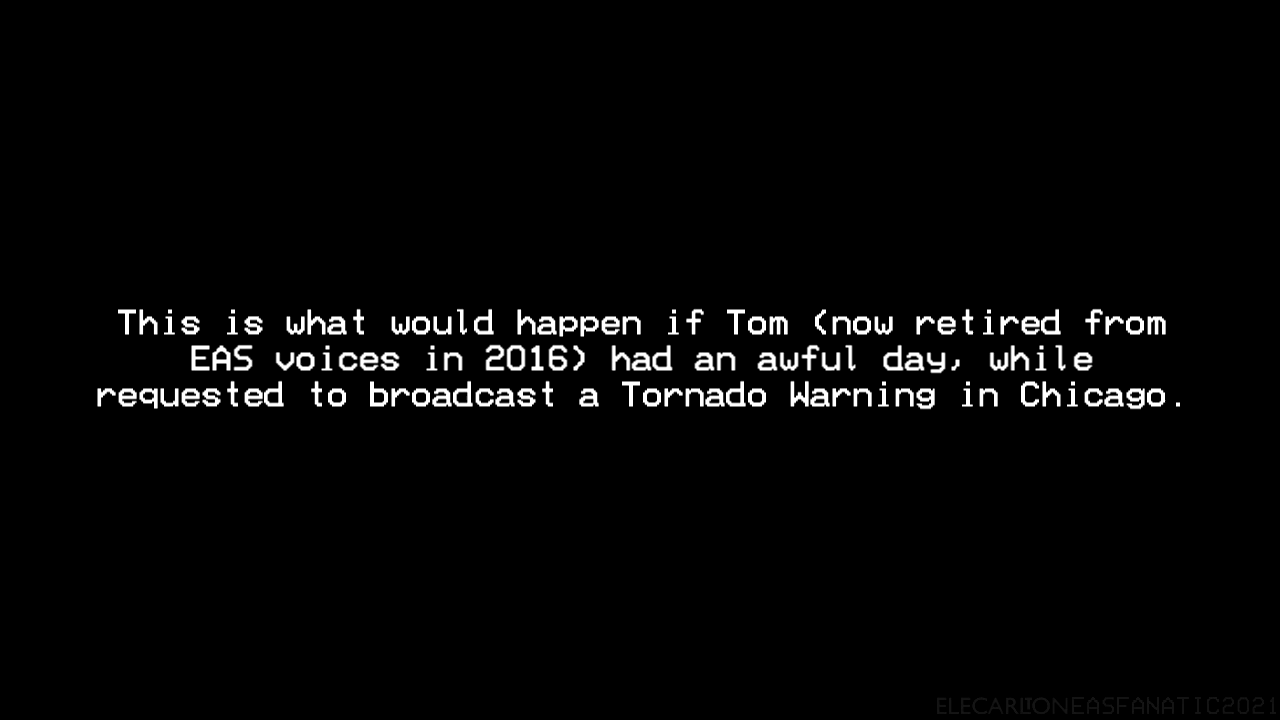 This is what would happen if Tom (now retired from
EAS voices in 2016) had an awful day, while
requested to broadcast a Tornado Warning in Chicago.